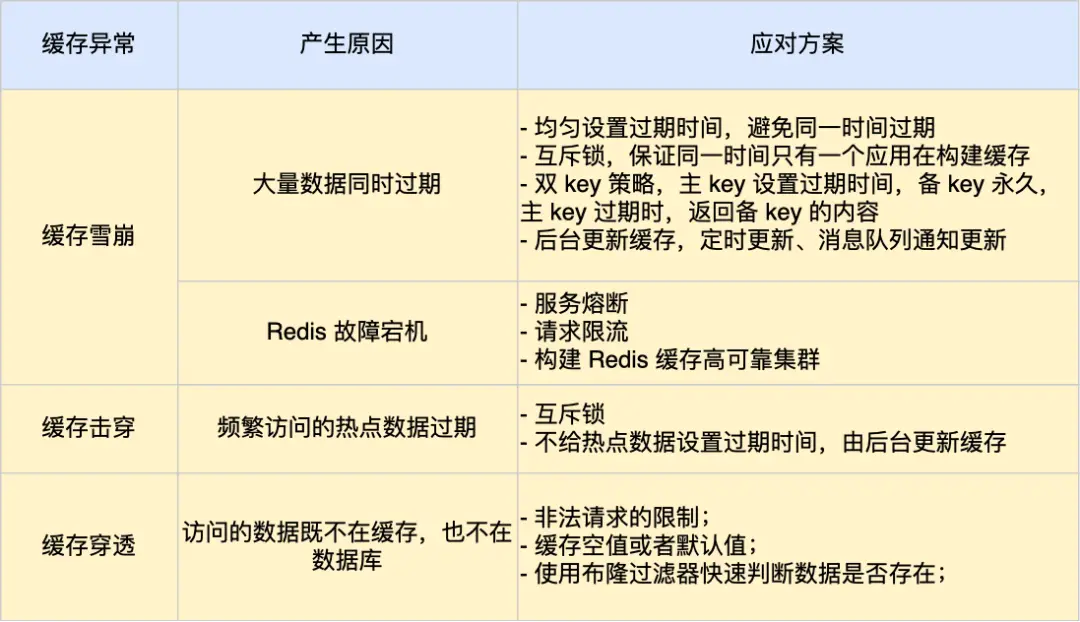 缓存异常
产生原因
应对方案
缓存雪崩
大量数据同时过期
- 均匀设置过期时间，避免同一时间过期
- 互斥锁，保证同一时间只有一个应用在构建缓存
- 双 key 策略，主 key 设置过期时间，备 key 永久，
主 key 过期时，返回备 key 的内容
- 后台更新缓存，定时更新、消息队列通知更新
Redis 故障宕机
- 服务熔断
- 请求限流
- 构建 Redis 缓存高可靠集群
缓存击穿
频繁访问的热点数据过期
- 互斥锁
- 不给热点数据设置过期时间，由后台更新缓存
缓存穿透
访问的数据既不在缓存，也不在
数据库
- 非法请求的限制；
- 缓存空值或者默认值；
- 使用布隆过滤器快速判断数据是否存在；